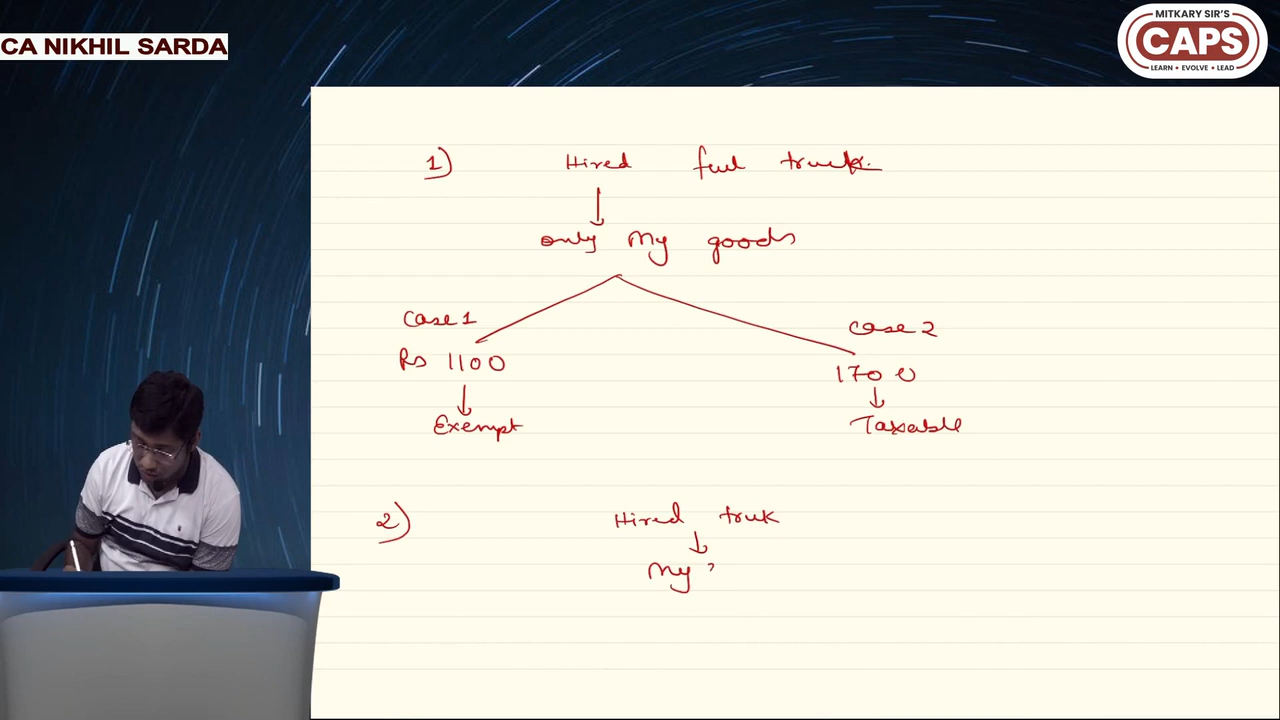 CA NIKHIL SARDA
MITKARY SIR'S
CAPS
LEARN • EVOLVE • LEAD
1) Hired full truck.
only my goods
Case 1
Case 2
Rs 1100
1700
Exempt
Taxable
2) Hired truk
My